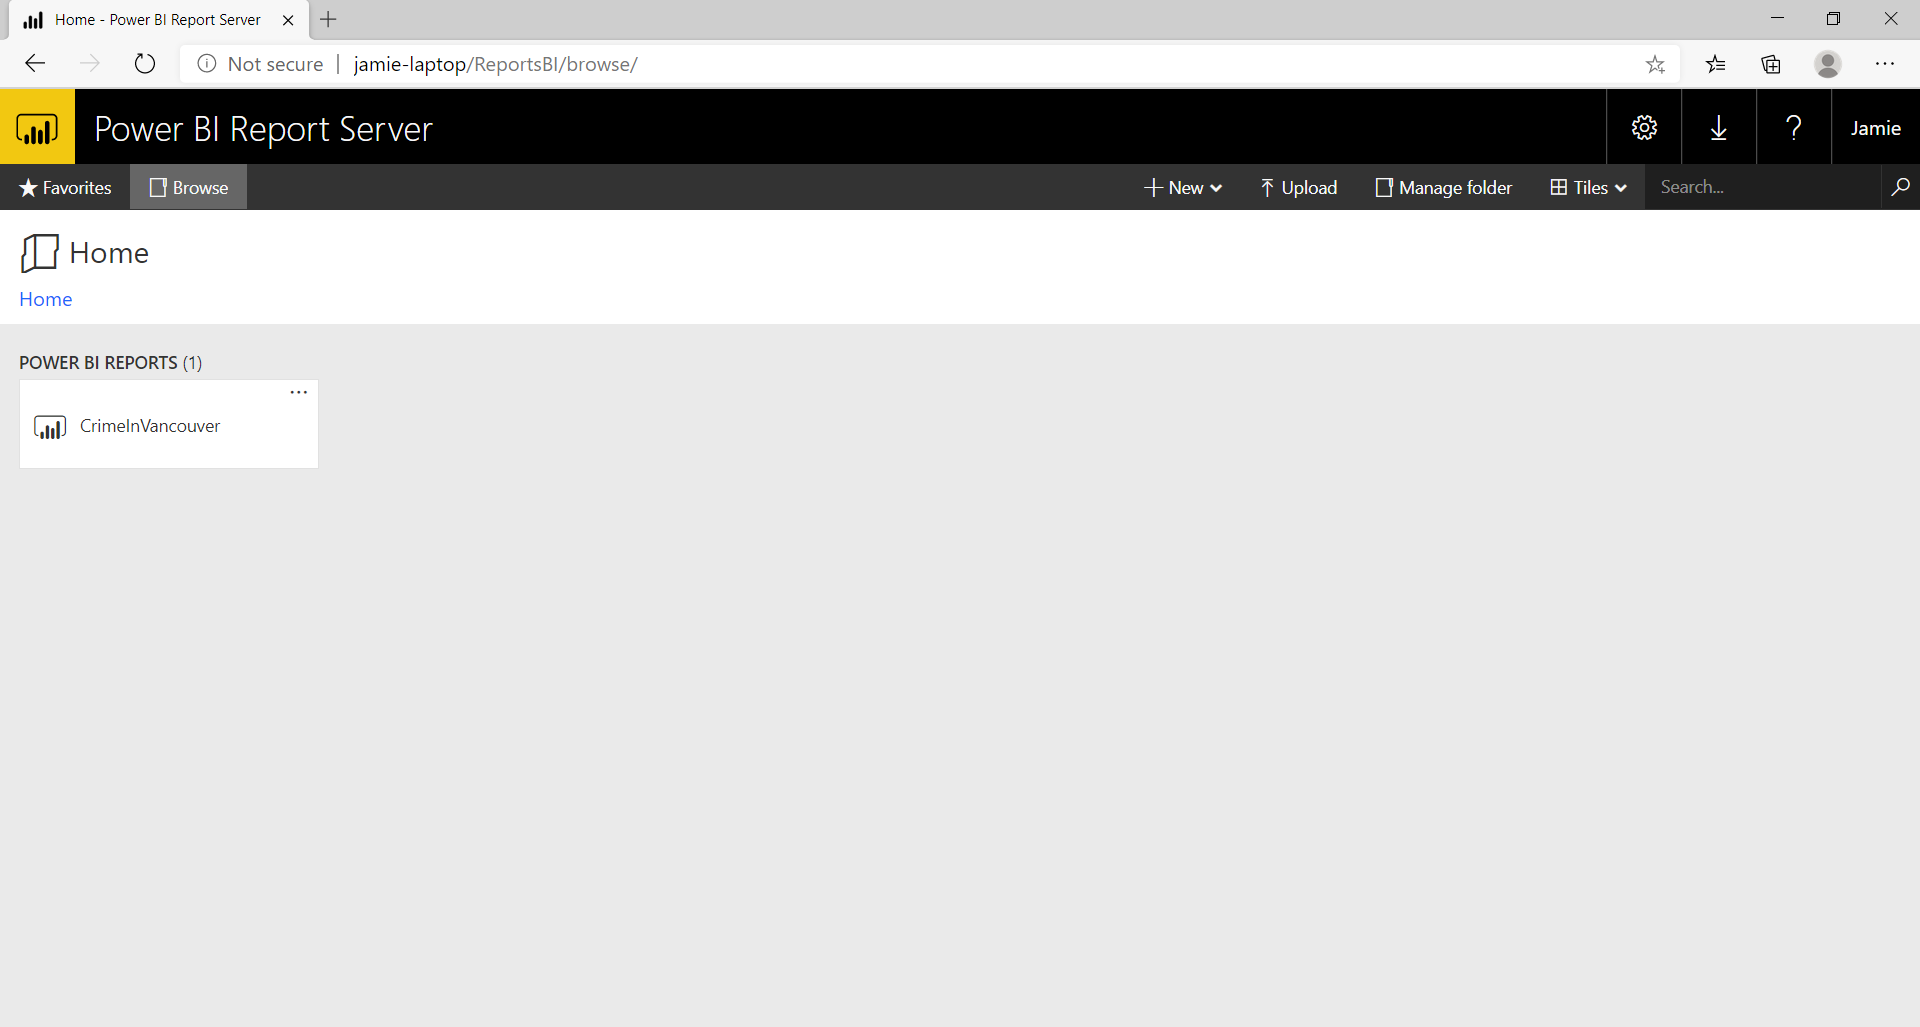 Home - Power BI Report Server
Not secure | jamie-laptop/ReportsBI/browse/
Power BI Report Server
? Jamie
Favorites Browse New Upload Manage folder Tiles Search...
Home
Home
POWER BI REPORTS (1)
...
CrimeInVancouver